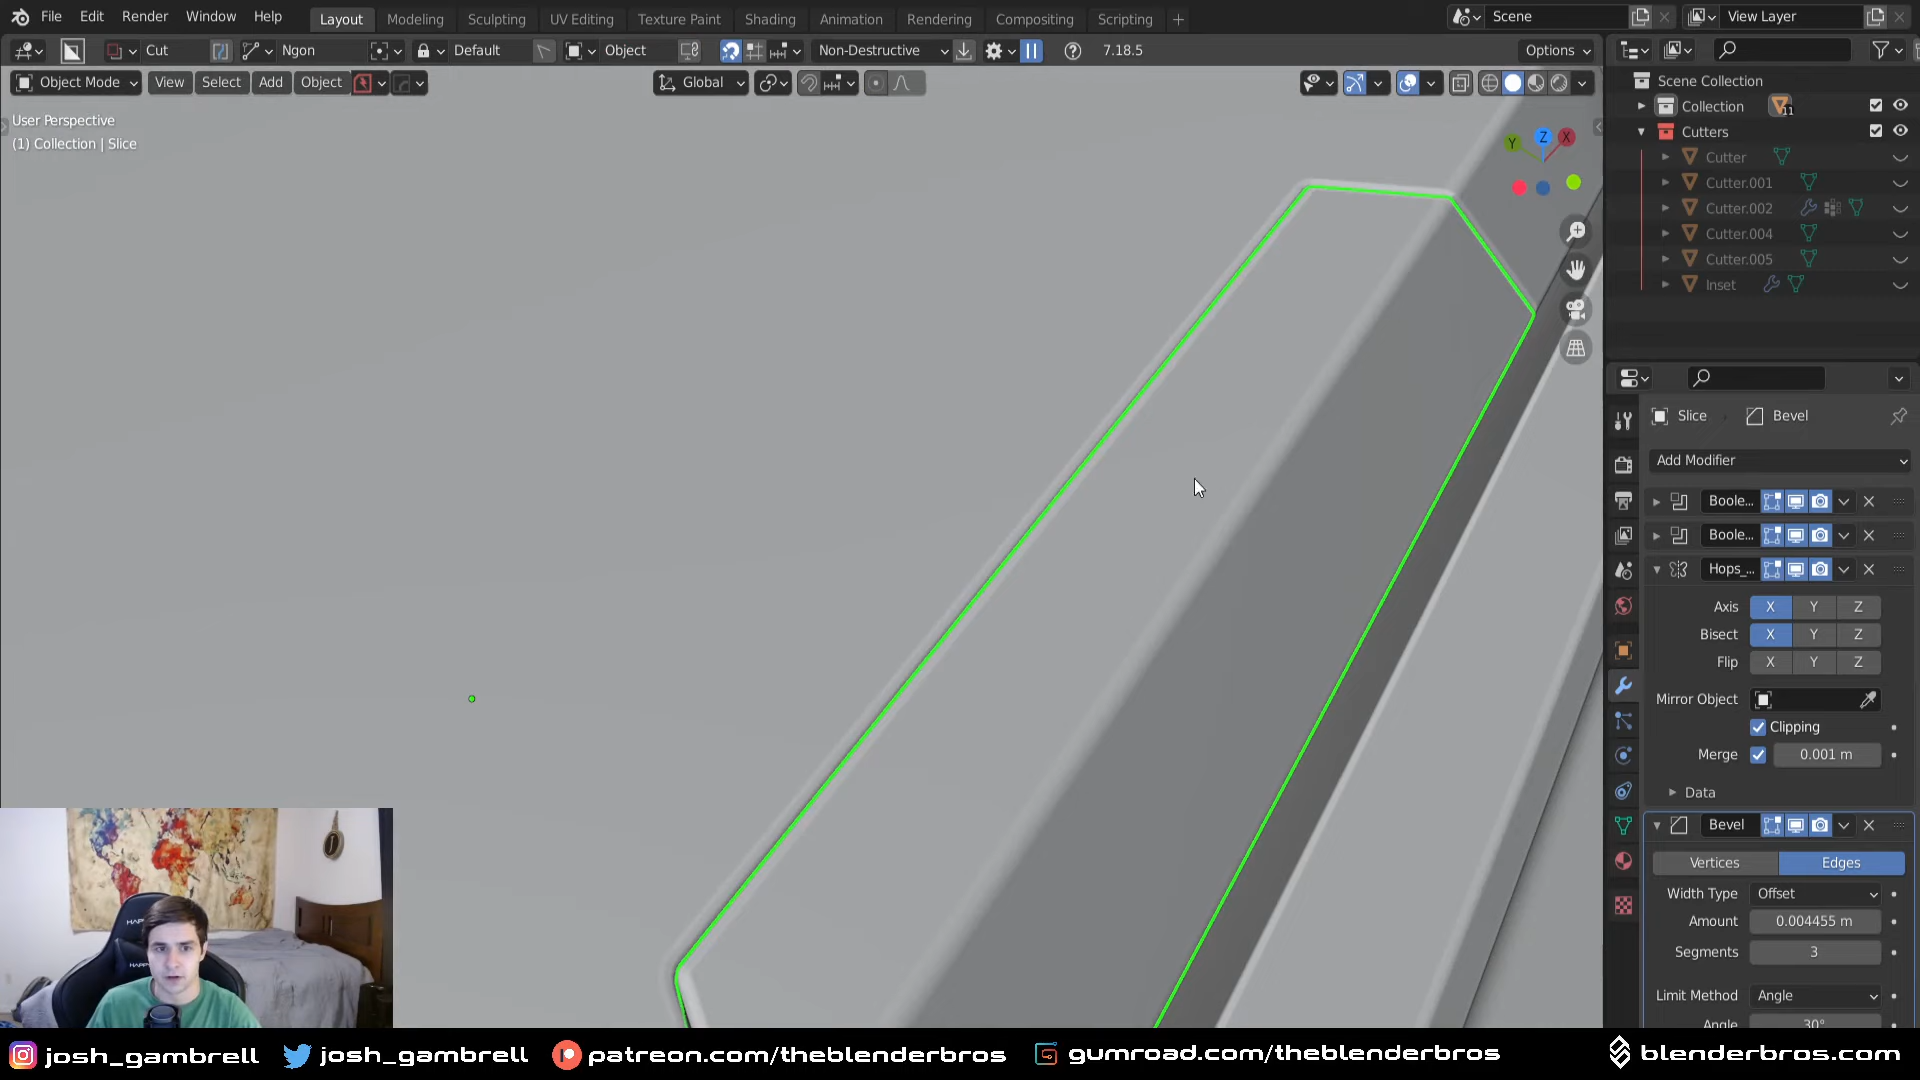 File Edit Render Window Help
Layout Modeling Sculpting UV Editing Texture Paint Shading Animation Rendering Compositing Scripting +
Scene View Layer
Cut Ngon Default Object Non-Destructive 7.18.5 Options
Object Mode View Select Add Object Global
User Perspective
(1) Collection | Slice
Z X Y
Scene Collection
Collection 11
Cutters
Cutter
Cutter.001
Cutter.002
Cutter.004
Cutter.005
Inset
Slice Bevel
Add Modifier
Boole...
Boole...
Hops_...
Axis X Y Z
Bisect X Y Z
Flip X Y Z
Mirror Object
Clipping
Merge 0.001 m
Data
Bevel
Vertices Edges
Width Type Offset
Amount 0.004455 m
Segments 3
Limit Method Angle
Angle 30°
josh_gambrell josh_gambrell patreon.com/theblenderbros gumroad.com/theblenderbros blenderbros.com